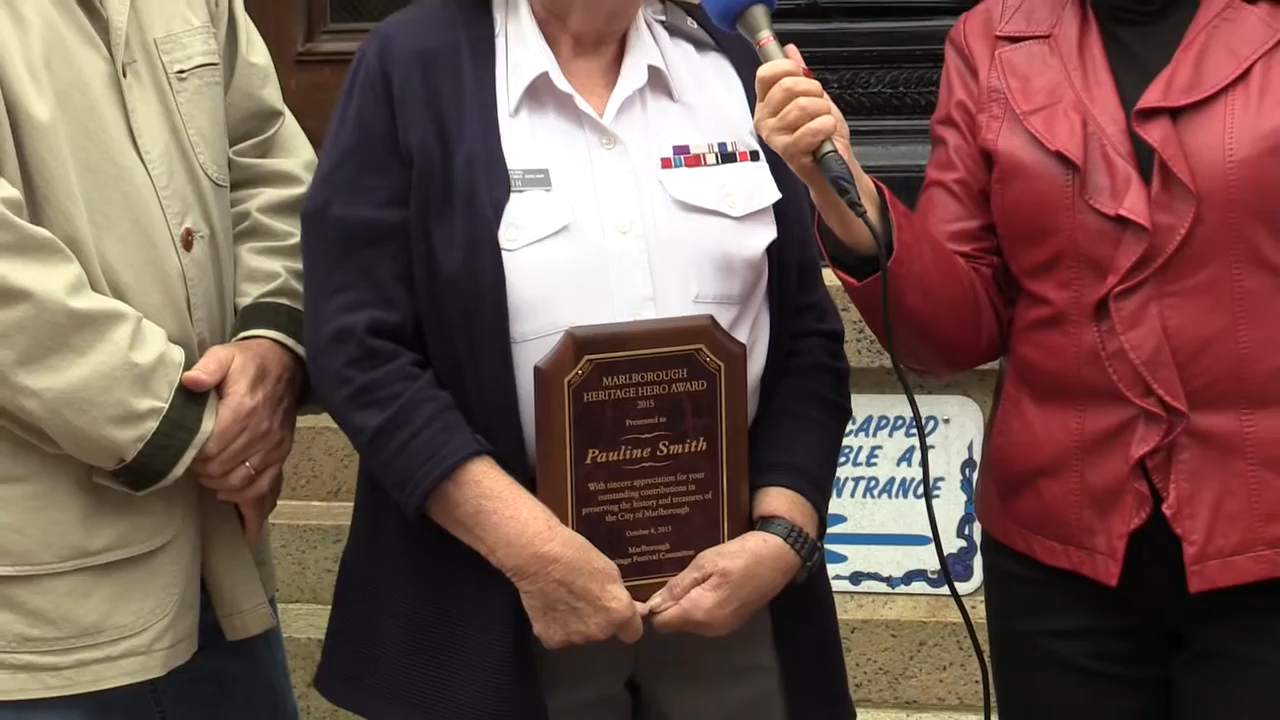 MARLBOROUGH
HERITAGE HERO AWARD
2015
Presented to
Pauline Smith
With sincere appreciation for your
outstanding contributions in
preserving the history and treasures of
the City of Marlborough
October 4, 2015
Marlborough
Festival Committee
CAPPED
BLE AT
NTRANCE